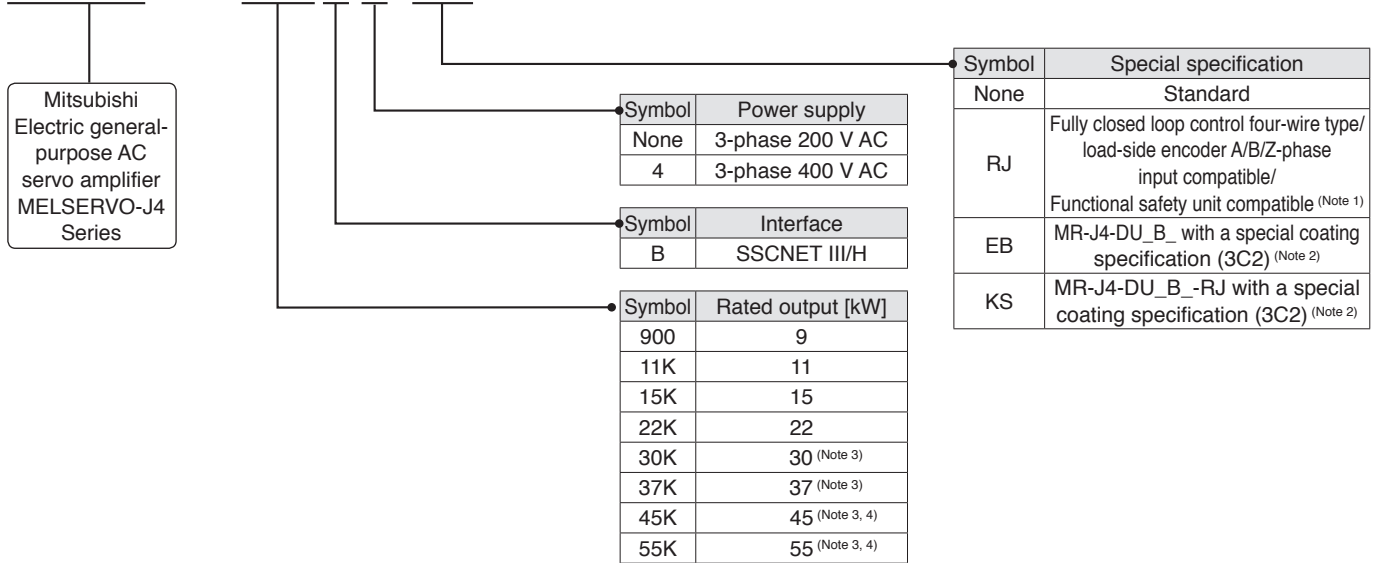 Mitsubishi
Electric general-
purpose AC
servo amplifier
MELSERVO-J4
Series
Symbol Power supply
None 3-phase 200 V AC
4 3-phase 400 V AC
Symbol Interface
B SSCNET III/H
Symbol Rated output [kW]
900 9
11K 11
15K 15
22K 22
30K 30 (Note 3)
37K 37 (Note 3)
45K 45 (Note 3, 4)
55K 55 (Note 3, 4)
Symbol Special specification
None Standard
RJ Fully closed loop control four-wire type/
load-side encoder A/B/Z-phase
input compatible/
Functional safety unit compatible (Note 1)
EB MR-J4-DU_B_ with a special coating
specification (3C2) (Note 2)
KS MR-J4-DU_B_-RJ with a special
coating specification (3C2) (Note 2)